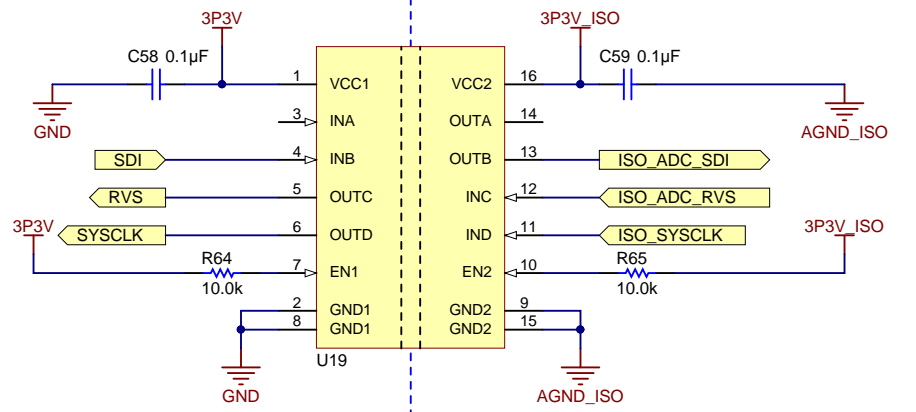 3P3V 3P3V_ISO
C58 0.1µF C59 0.1µF
1 VCC1 VCC2 16
GND 3 INA OUTA 14 AGND_ISO
SDI 4 INB OUTB 13 ISO_ADC_SDI
RVS 5 OUTC INC 12 ISO_ADC_RVS
3P3V SYSCLK 6 OUTD IND 11 ISO_SYSCLK 3P3V_ISO
R64 7 EN1 EN2 10 R65
10.0k 10.0k
2 GND1 GND2 9
8 GND1 GND2 15
U19
GND AGND_ISO